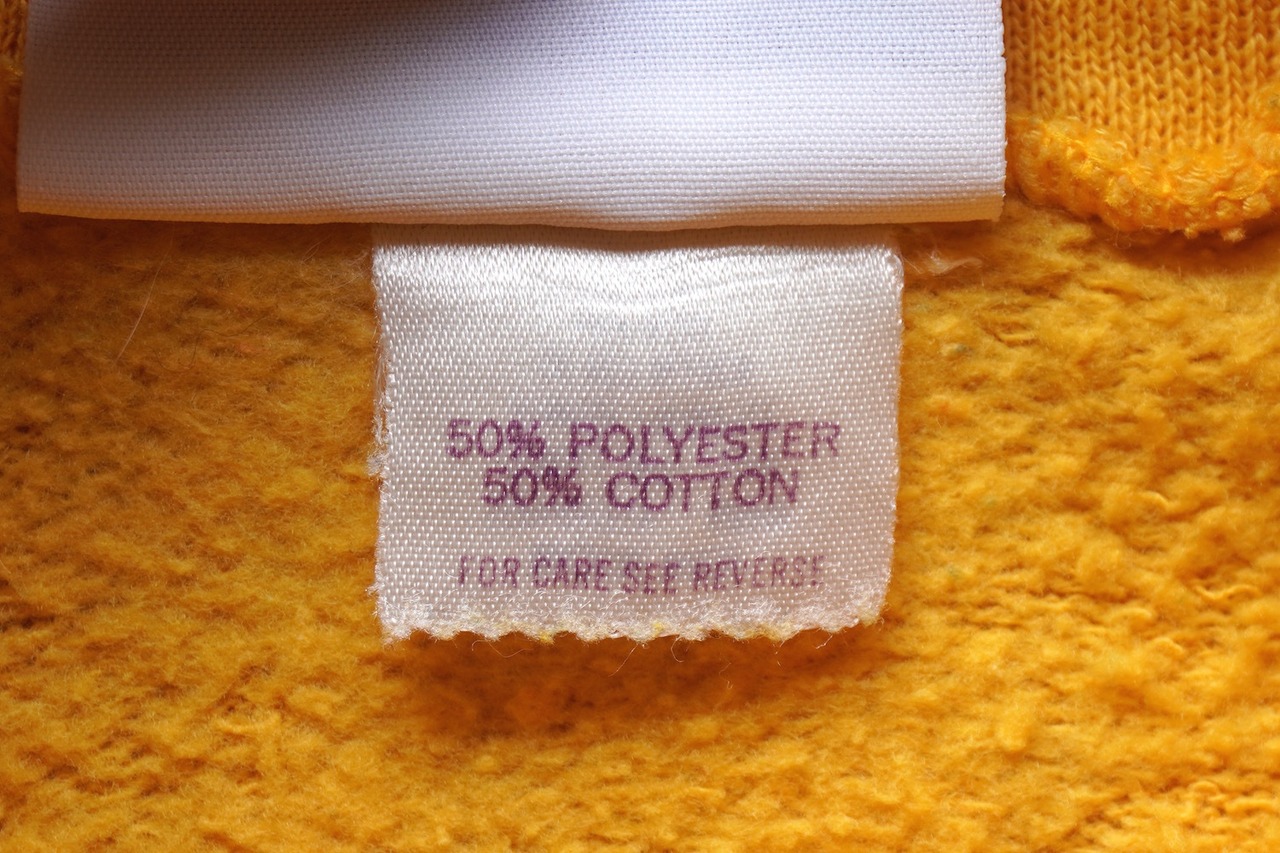 50% POLYESTER
50% COTTON
FOR CARE SEE REVERSE